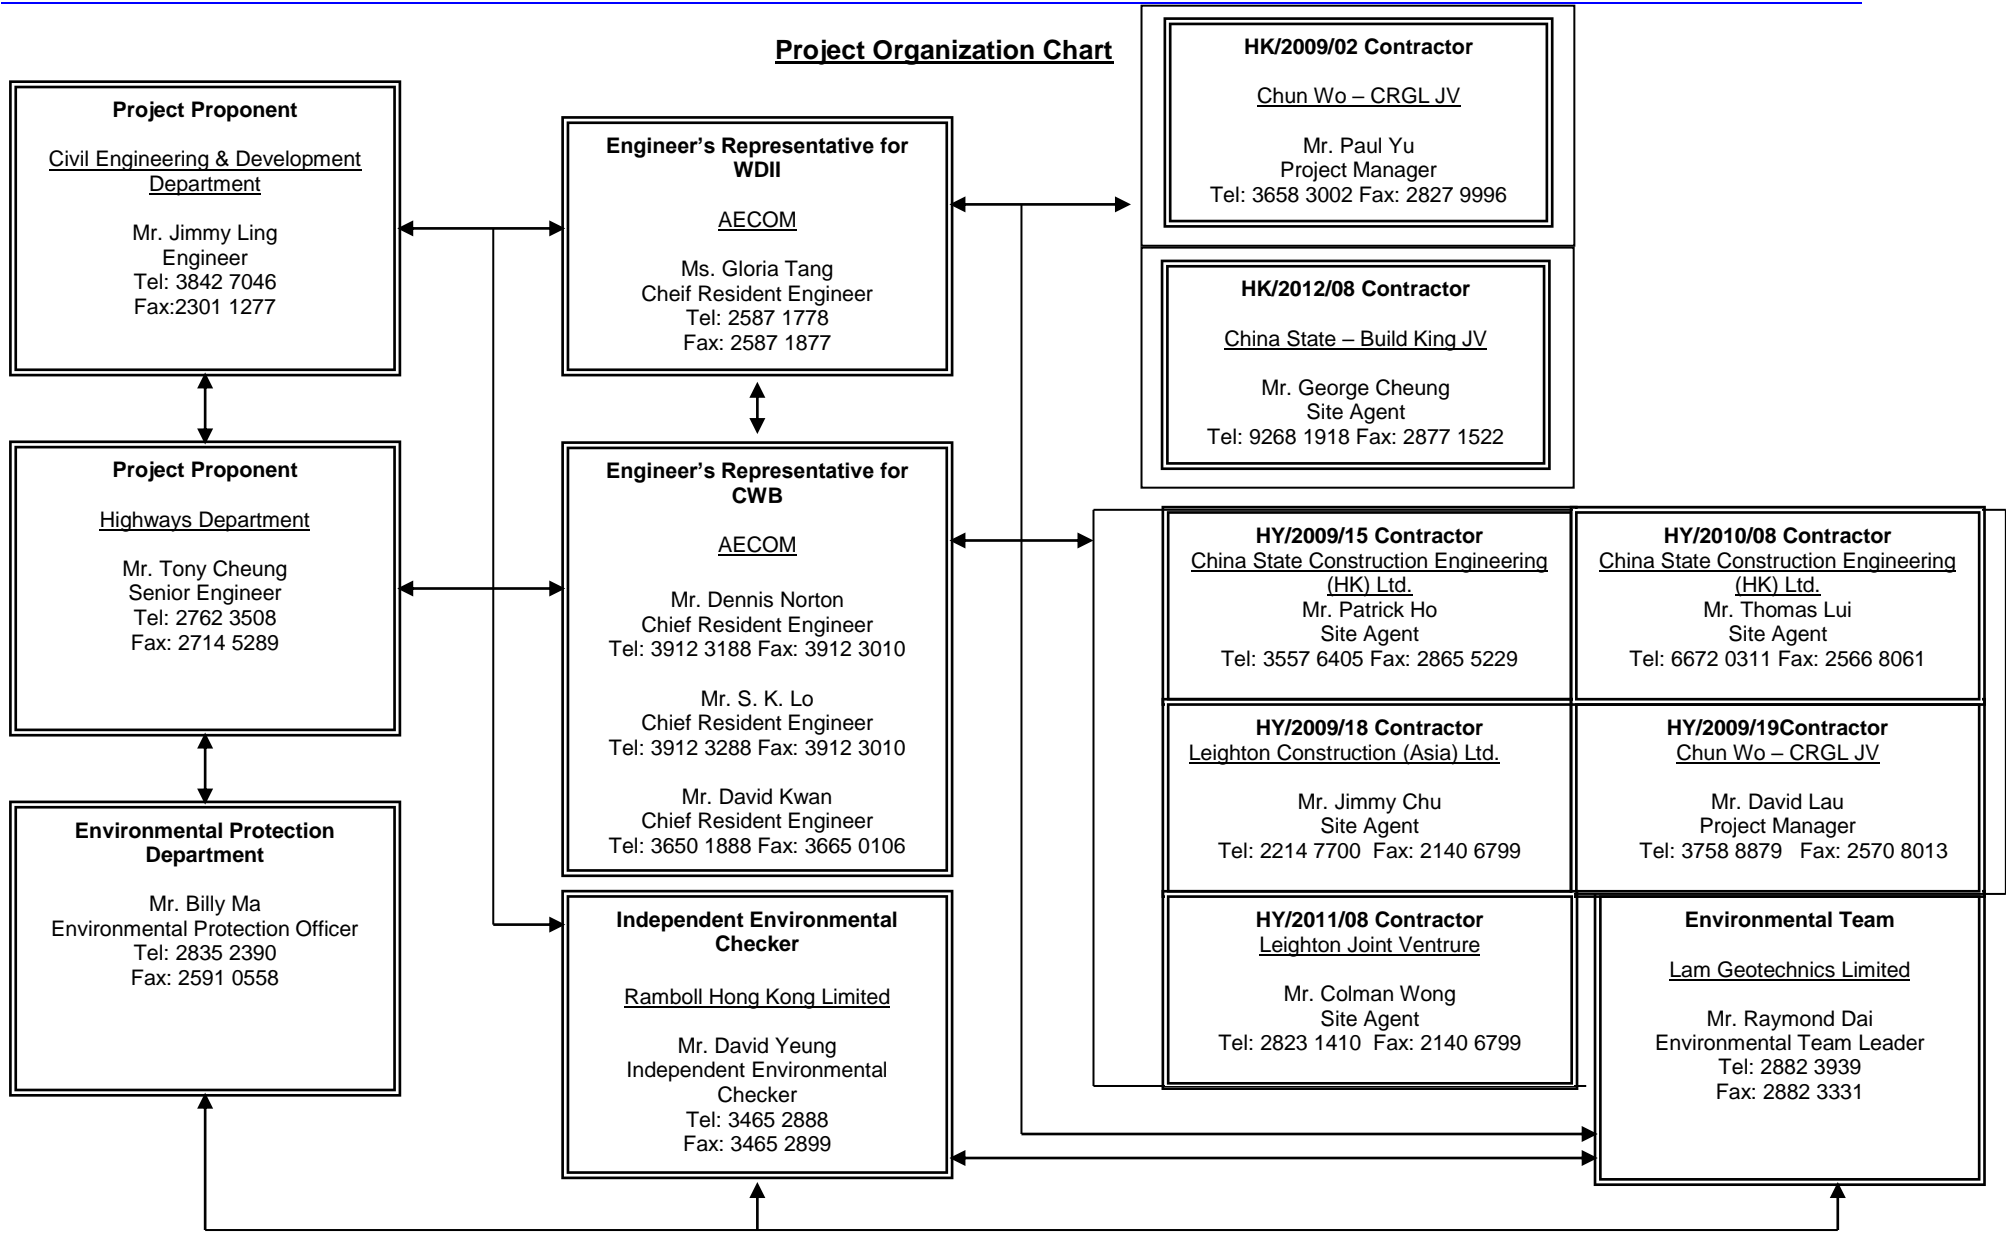 Project Organization Chart
Project Proponent
Civil Engineering & Development
Department
Mr. Jimmy Ling
Engineer
Tel: 3842 7046
Fax:2301 1277
Project Proponent
Highways Department
Mr. Tony Cheung
Senior Engineer
Tel: 2762 3508
Fax: 2714 5289
Environmental Protection
Department
Mr. Billy Ma
Environmental Protection Officer
Tel: 2835 2390
Fax: 2591 0558
Engineer’s Representative for
WDII
AECOM
Ms. Gloria Tang
Cheif Resident Engineer
Tel: 2587 1778
Fax: 2587 1877
Engineer’s Representative for
CWB
AECOM
Mr. Dennis Norton
Chief Resident Engineer
Tel: 3912 3188 Fax: 3912 3010
Mr. S. K. Lo
Chief Resident Engineer
Tel: 3912 3288 Fax: 3912 3010
Mr. David Kwan
Chief Resident Engineer
Tel: 3650 1888 Fax: 3665 0106
Independent Environmental
Checker
Ramboll Hong Kong Limited
Mr. David Yeung
Independent Environmental
Checker
Tel: 3465 2888
Fax: 3465 2899
HK/2009/02 Contractor
Chun Wo – CRGL JV
Mr. Paul Yu
Project Manager
Tel: 3658 3002 Fax: 2827 9996
HK/2012/08 Contractor
China State – Build King JV
Mr. George Cheung
Site Agent
Tel: 9268 1918 Fax: 2877 1522
HY/2009/15 Contractor
China State Construction Engineering
(HK) Ltd.
Mr. Patrick Ho
Site Agent
Tel: 3557 6405 Fax: 2865 5229
HY/2010/08 Contractor
China State Construction Engineering
(HK) Ltd.
Mr. Thomas Lui
Site Agent
Tel: 6672 0311 Fax: 2566 8061
HY/2009/18 Contractor
Leighton Construction (Asia) Ltd.
Mr. Jimmy Chu
Site Agent
Tel: 2214 7700 Fax: 2140 6799
HY/2009/19Contractor
Chun Wo – CRGL JV
Mr. David Lau
Project Manager
Tel: 3758 8879 Fax: 2570 8013
HY/2011/08 Contractor
Leighton Joint Ventrure
Mr. Colman Wong
Site Agent
Tel: 2823 1410 Fax: 2140 6799
Environmental Team
Lam Geotechnics Limited
Mr. Raymond Dai
Environmental Team Leader
Tel: 2882 3939
Fax: 2882 3331